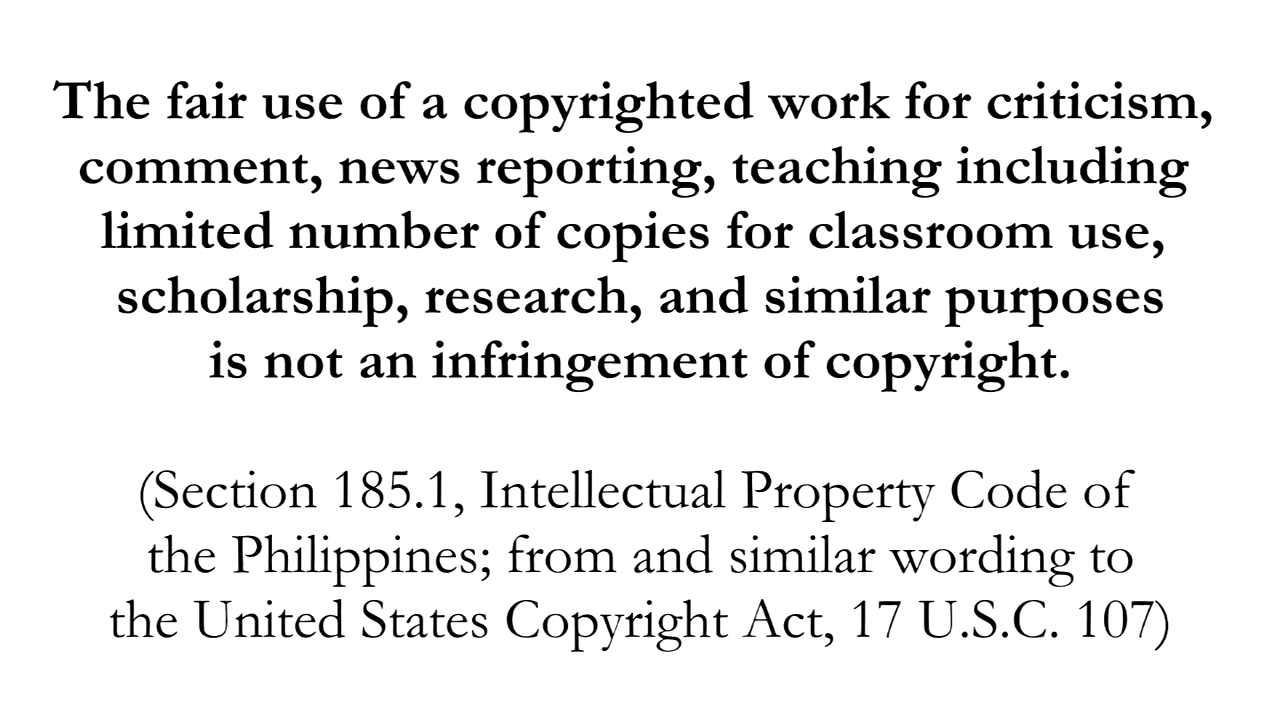 The fair use of a copyrighted work for criticism,
comment, news reporting, teaching including
limited number of copies for classroom use,
scholarship, research, and similar purposes
is not an infringement of copyright.
(Section 185.1, Intellectual Property Code of
the Philippines; from and similar wording to
the United States Copyright Act, 17 U.S.C. 107)